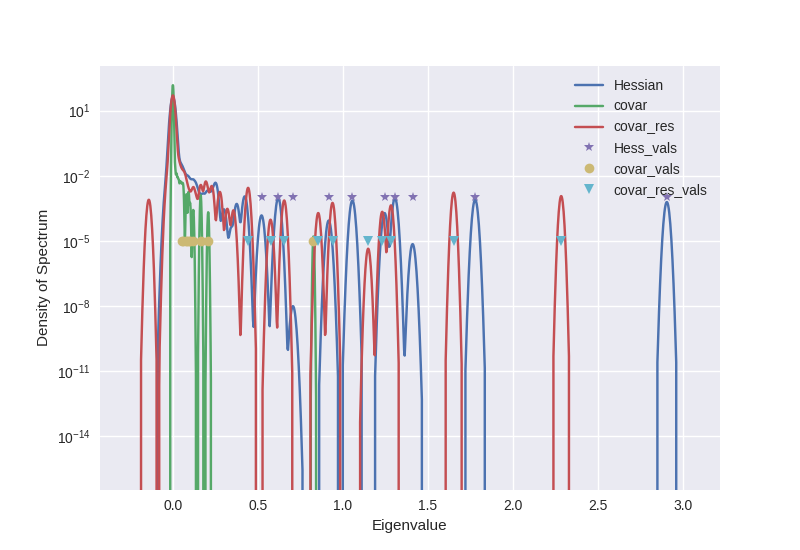 Hessian
covar
covar_res
Hess_vals
covar_vals
covar_res_vals
10^1
10^-2
10^-5
10^-8
10^-11
10^-14
Density of Spectrum
0.0 0.5 1.0 1.5 2.0 2.5 3.0
Eigenvalue